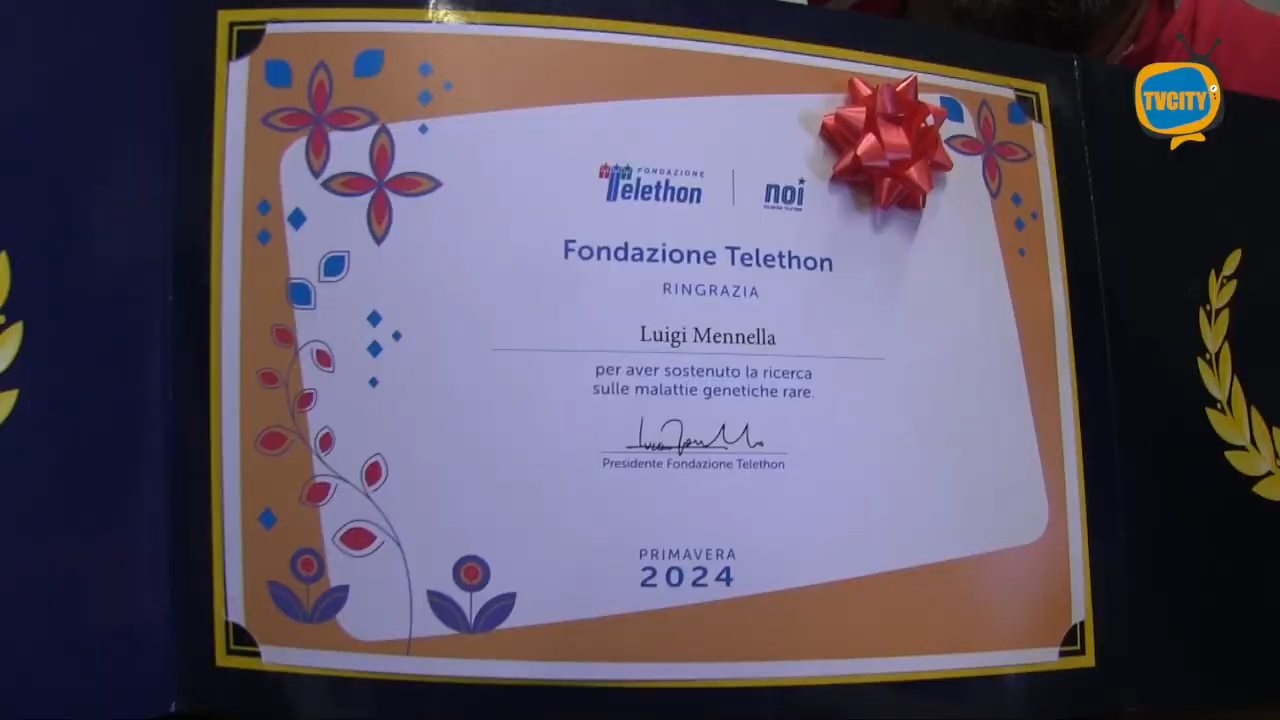 TVCITY
FONDAZIONE
Telethon
noi
Fondazione Telethon
RINGRAZIA
Luigi Mennella
per aver sostenuto la ricerca
sulle malattie genetiche rare.
Presidente Fondazione Telethon
PRIMAVERA
2024